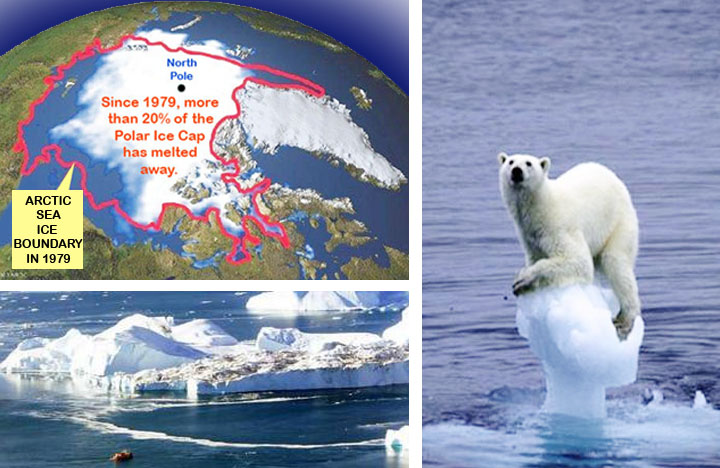 North
Pole
Since 1979, more
than 20% of the
Polar Ice Cap
has melted
away.
ARCTIC
SEA
ICE
BOUNDARY
IN 1979